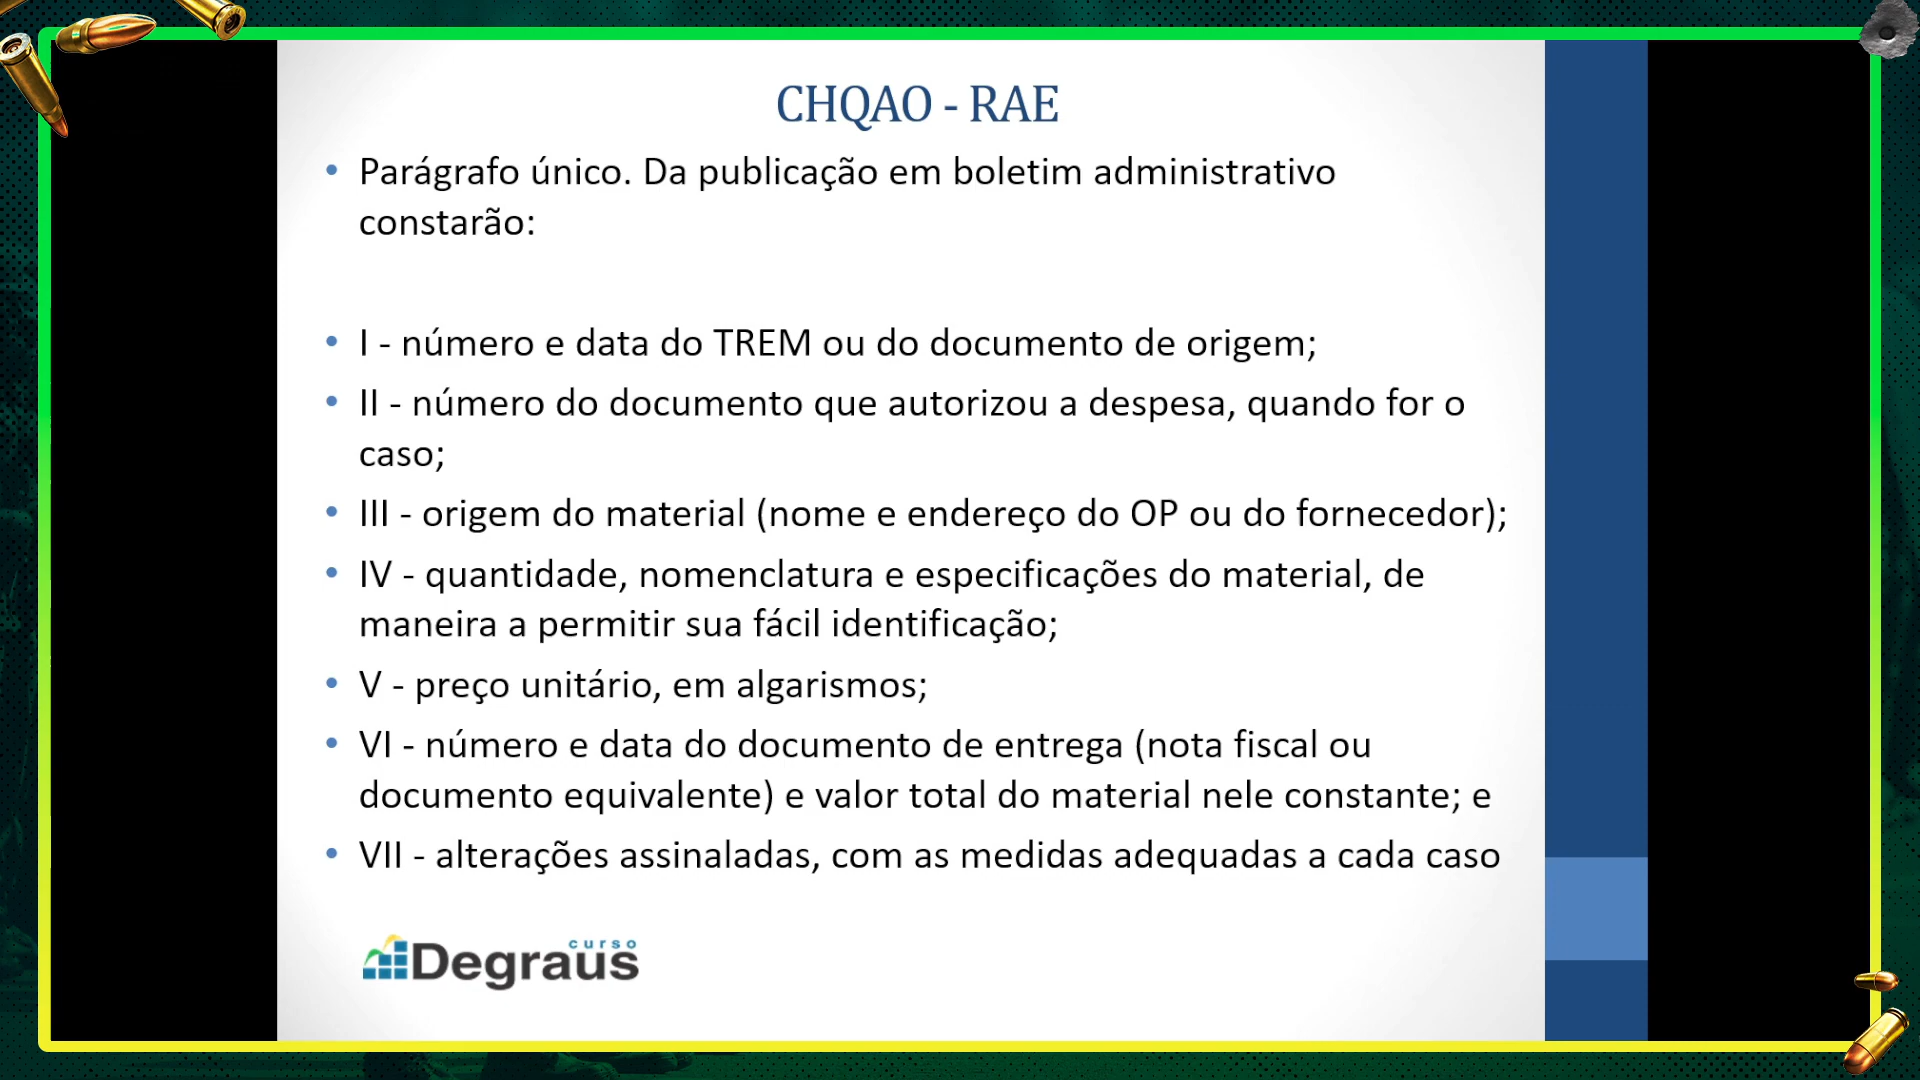 CHQAO - RAE
• Parágrafo único. Da publicação em boletim administrativo
constarão:
• I - número e data do TREM ou do documento de origem;
• II - número do documento que autorizou a despesa, quando for o
caso;
• III - origem do material (nome e endereço do OP ou do fornecedor);
• IV - quantidade, nomenclatura e especificações do material, de
maneira a permitir sua fácil identificação;
• V - preço unitário, em algarismos;
• VI - número e data do documento de entrega (nota fiscal ou
documento equivalente) e valor total do material nele constante; e
• VII - alterações assinaladas, com as medidas adequadas a cada caso
curso
Degraus